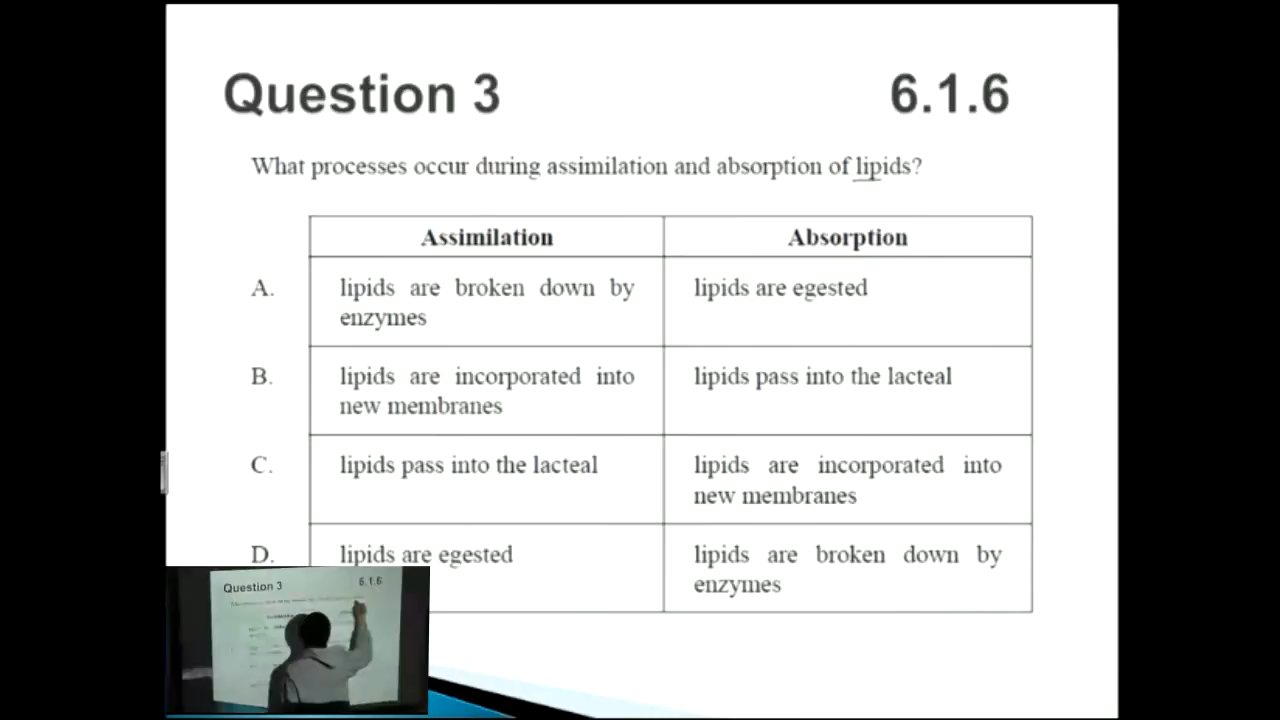 Question 3 6.1.6
What processes occur during assimilation and absorption of lipids?
Assimilation Absorption
A. lipids are broken down by lipids are egested
enzymes
B. lipids are incorporated into lipids pass into the lacteal
new membranes
C. lipids pass into the lacteal lipids are incorporated into
new membranes
D. lipids are egested lipids are broken down by
enzymes
Question 3 6.1.6